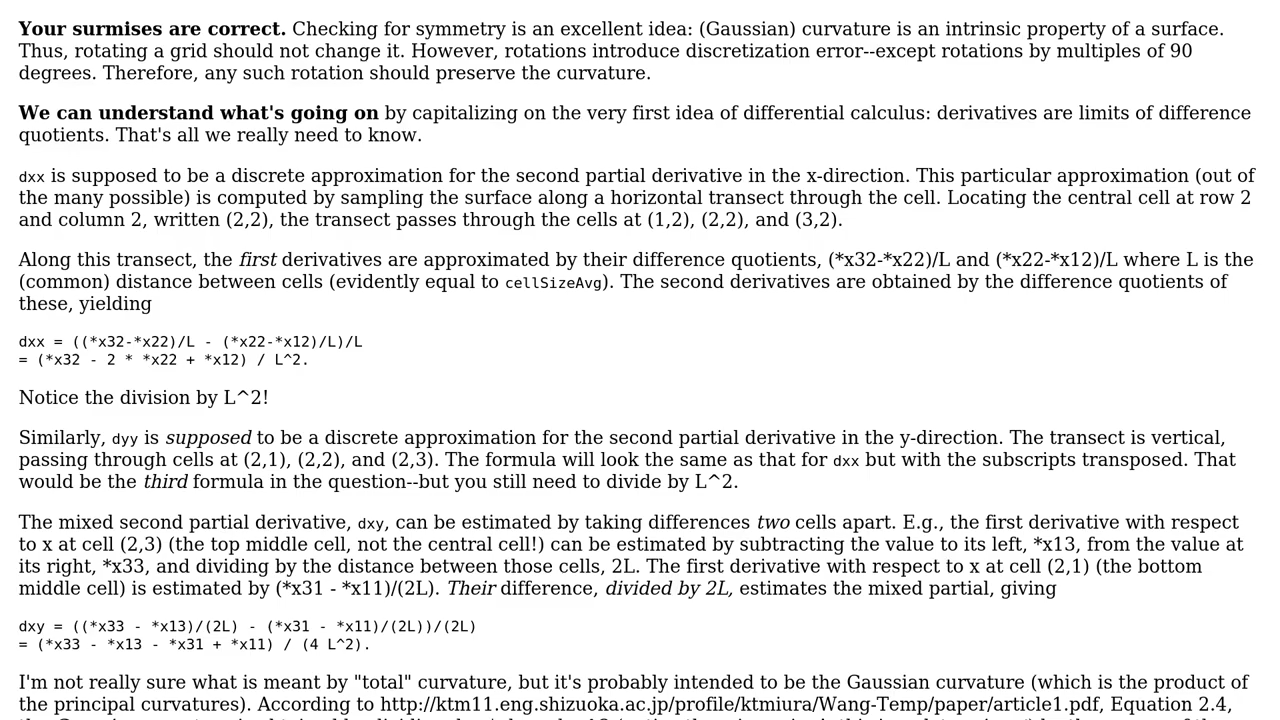 Your surmises are correct. Checking for symmetry is an excellent idea: (Gaussian) curvature is an intrinsic property of a surface.
Thus, rotating a grid should not change it. However, rotations introduce discretization error--except rotations by multiples of 90
degrees. Therefore, any such rotation should preserve the curvature.
We can understand what's going on by capitalizing on the very first idea of differential calculus: derivatives are limits of difference
quotients. That's all we really need to know.
dxx is supposed to be a discrete approximation for the second partial derivative in the x-direction. This particular approximation (out of
the many possible) is computed by sampling the surface along a horizontal transect through the cell. Locating the central cell at row 2
and column 2, written (2,2), the transect passes through the cells at (1,2), (2,2), and (3,2).
Along this transect, the first derivatives are approximated by their difference quotients, (*x32-*x22)/L and (*x22-*x12)/L where L is the
(common) distance between cells (evidently equal to cellSizeAvg). The second derivatives are obtained by the difference quotients of
these, yielding
dxx = ((*x32-*x22)/L - (*x22-*x12)/L)/L
= (*x32 - 2 * *x22 + *x12) / L^2.
Notice the division by L^2!
Similarly, dyy is supposed to be a discrete approximation for the second partial derivative in the y-direction. The transect is vertical,
passing through cells at (2,1), (2,2), and (2,3). The formula will look the same as that for dxx but with the subscripts transposed. That
would be the third formula in the question--but you still need to divide by L^2.
The mixed second partial derivative, dxy, can be estimated by taking differences two cells apart. E.g., the first derivative with respect
to x at cell (2,3) (the top middle cell, not the central cell!) can be estimated by subtracting the value to its left, *x13, from the value at
its right, *x33, and dividing by the distance between those cells, 2L. The first derivative with respect to x at cell (2,1) (the bottom
middle cell) is estimated by (*x31 - *x11)/(2L). Their difference, divided by 2L, estimates the mixed partial, giving
dxy = ((*x33 - *x13)/(2L) - (*x31 - *x11)/(2L))/(2L)
= (*x33 - *x13 - *x31 + *x11) / (4 L^2).
I'm not really sure what is meant by "total" curvature, but it's probably intended to be the Gaussian curvature (which is the product of
the principal curvatures). According to http://ktm11.eng.shizuoka.ac.jp/profile/ktmiura/Wang-Temp/paper/article1.pdf, Equation 2.4,